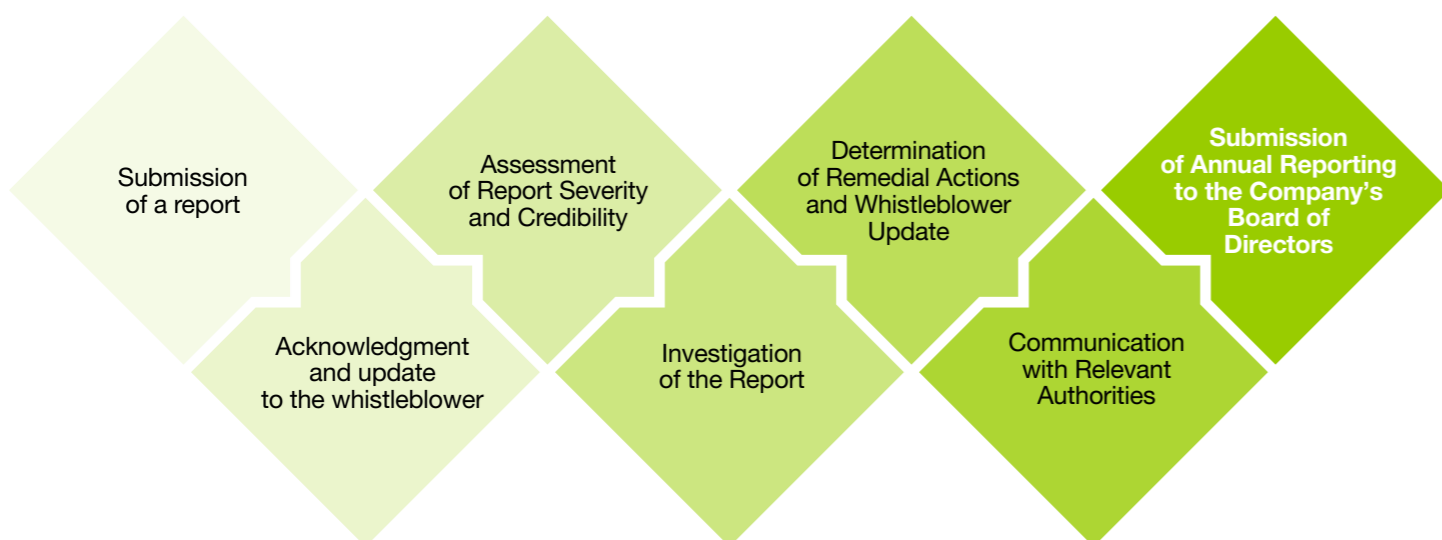 Submission
of a report
Acknowledgment
and update
to the whistleblower
Assessment
of Report Severity
and Credibility
Investigation
of the Report
Determination
of Remedial Actions
and Whistleblower
Update
Communication
with Relevant
Authorities
Submission
of Annual Reporting
to the Company’s
Board of
Directors